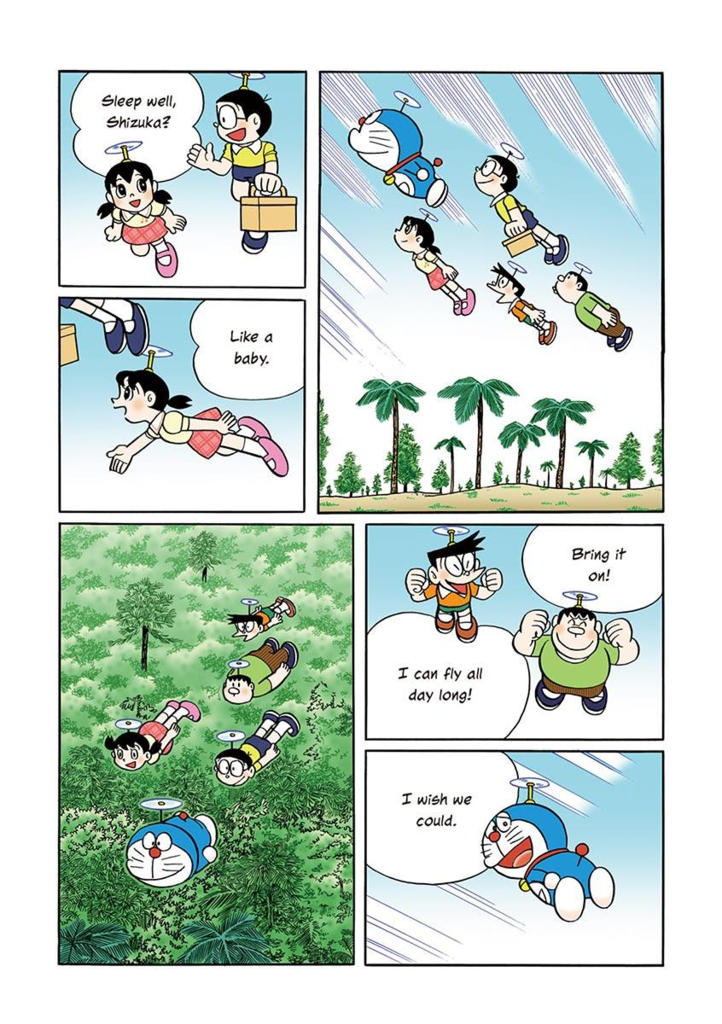 Sleep well,
Shizuka?
Like a
baby.
I can fly all
day long!
Bring it
on!
I wish we
could.